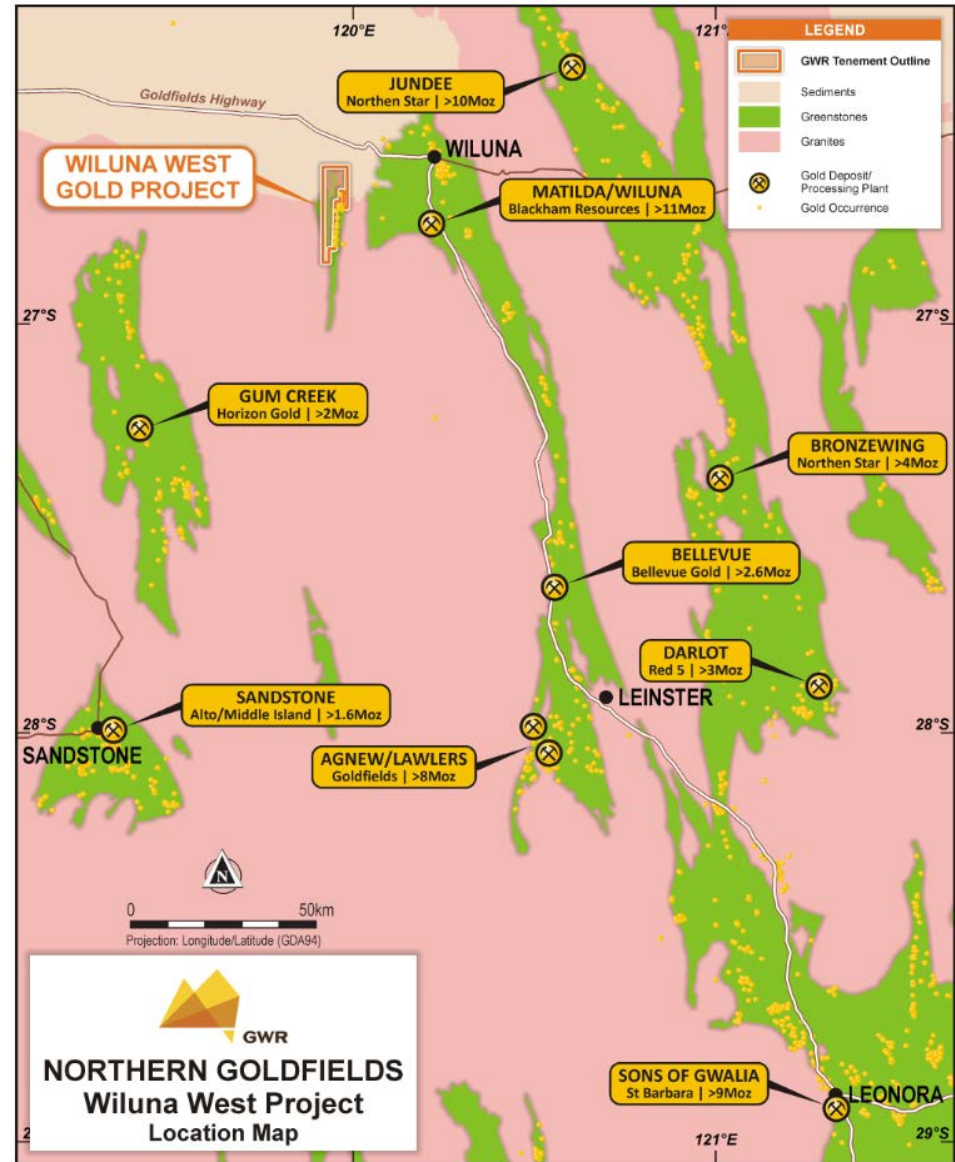 120°E
121°
LEGEND
GWR Tenement Outline
Sediments
Greenstones
Granites
Gold Deposit/
Processing Plant
Gold Occurrence
JUNDEE
Northen Star | >10Moz
Goldfields Highway
WILUNA
WILUNA WEST
GOLD PROJECT
MATILDA/WILUNA
Blackham Resources | >11Moz
27°S
27°S
GUM CREEK
Horizon Gold | >2Moz
BRONZEWING
Northen Star | >4Moz
BELLEVUE
Bellevue Gold | >2.6Moz
DARLOT
Red 5 | >3Moz
LEINSTER
SANDSTONE
Alto/Middle Island | >1.6Moz
28°S
28°S
SANDSTONE
AGNEW/LAWLERS
Goldfields | >8Moz
N
0 50km
Projection: Longitude/Latitude (GDA94)
GWR
NORTHERN GOLDFIELDS
Wiluna West Project
Location Map
SONS OF GWALIA
St Barbara | >9Moz
LEONORA
121°E
29°S